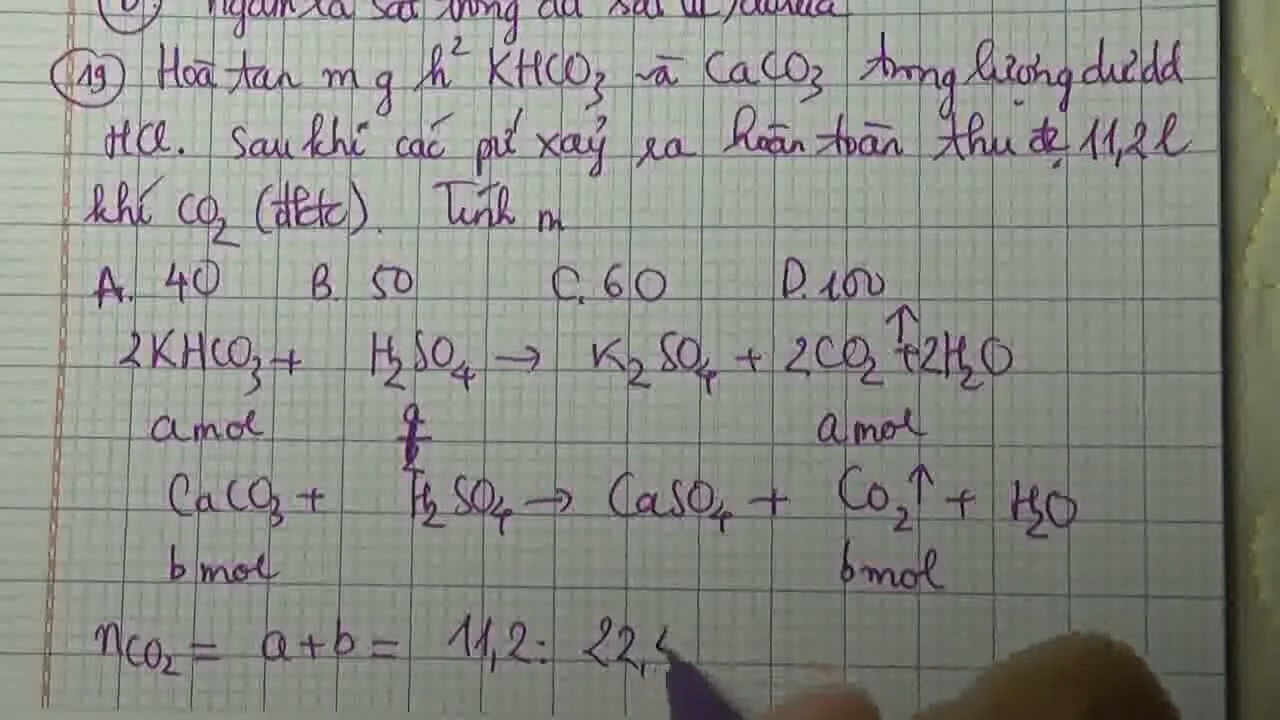 19 Hoà tan m g h² KHCO3 và CaCO3 trong lượng dư dd
HCl. Sau khi các pứ xảy ra hoàn toàn thu đc 11,2l
khí CO2 (đktc). Tính m
A. 40 B. 50 C. 60 D. 100
2KHCO3 + H2SO4 → K2SO4 + 2CO2↑ + 2H2O
a mol a/2 a mol
CaCO3 + H2SO4 → CaSO4 + CO2↑ + H2O
b mol b mol
nCO2 = a + b = 11,2 : 22,